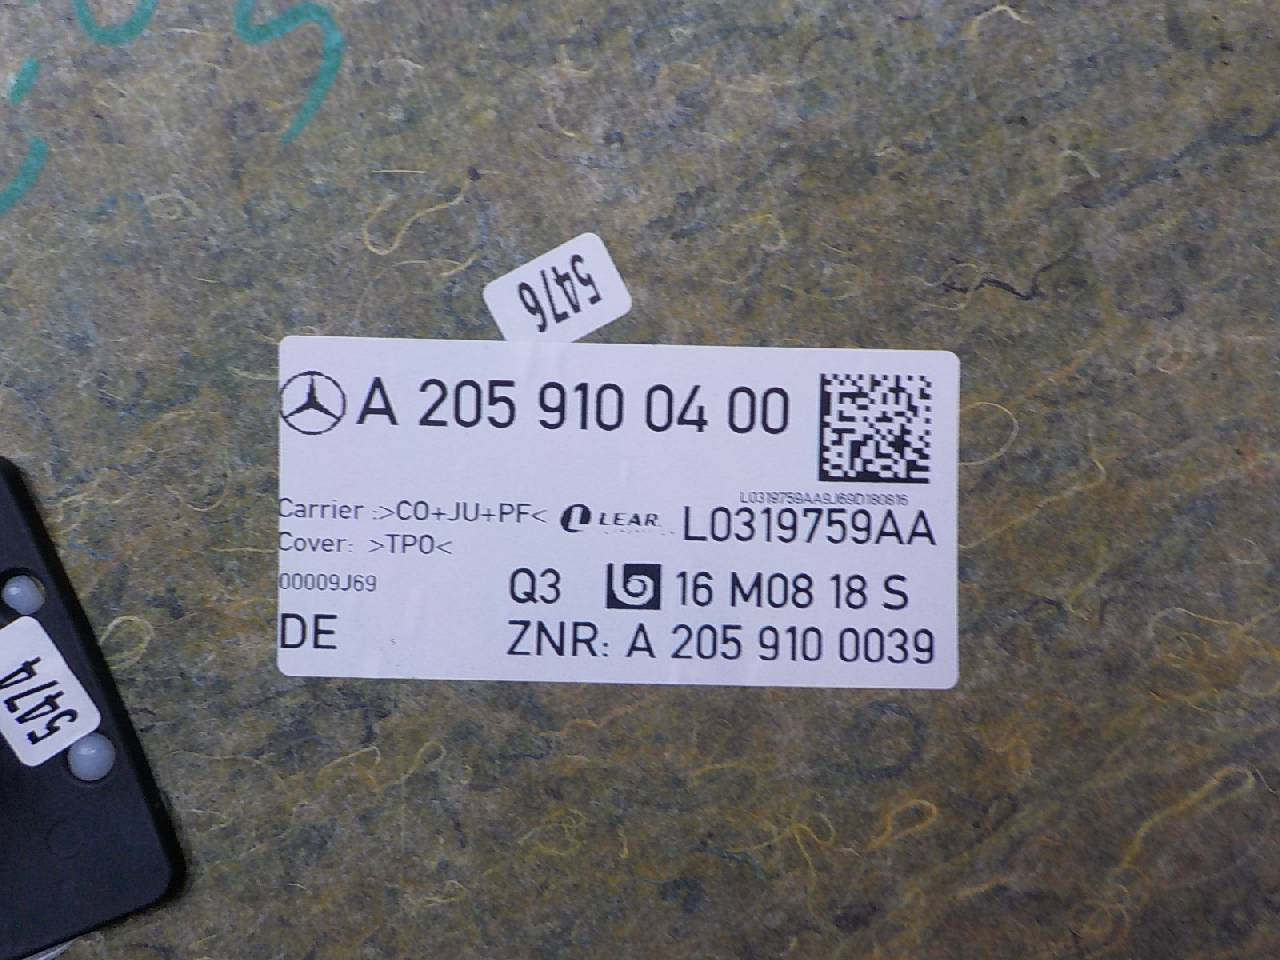 5476
A 205 910 04 00
L0319759AA9J69D180816
Carrier :>CO+JU+PF< LEAR L0319759AA
Cover: >TPO<
00009J69 Q3 16 M08 18 S
DE ZNR: A 205 910 0039
5474